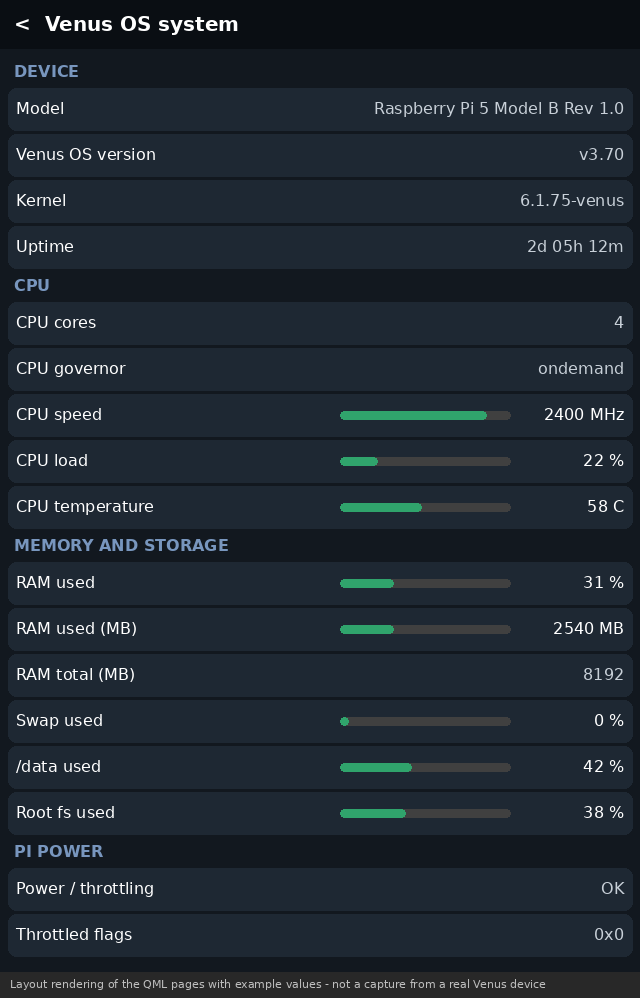 < Venus OS system
DEVICE
Model Raspberry Pi 5 Model B Rev 1.0
Venus OS version v3.70
Kernel 6.1.75-venus
Uptime 2d 05h 12m
CPU
CPU cores 4
CPU governor ondemand
CPU speed 2400 MHz
CPU load 22 %
CPU temperature 58 C
MEMORY AND STORAGE
RAM used 31 %
RAM used (MB) 2540 MB
RAM total (MB) 8192
Swap used 0 %
/data used 42 %
Root fs used 38 %
PI POWER
Power / throttling OK
Throttled flags 0x0
Layout rendering of the QML pages with example values - not a capture from a real Venus device